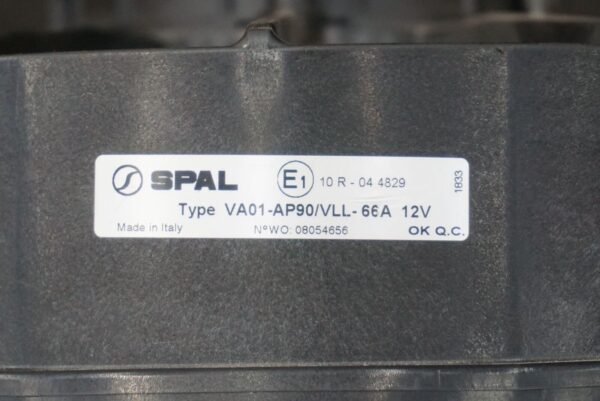 SPAL E1 10 R - 04 4829
Type VA01-AP90/VLL- 66A 12V
Made in Italy N°WO: 08054656 OK Q.C.
1833